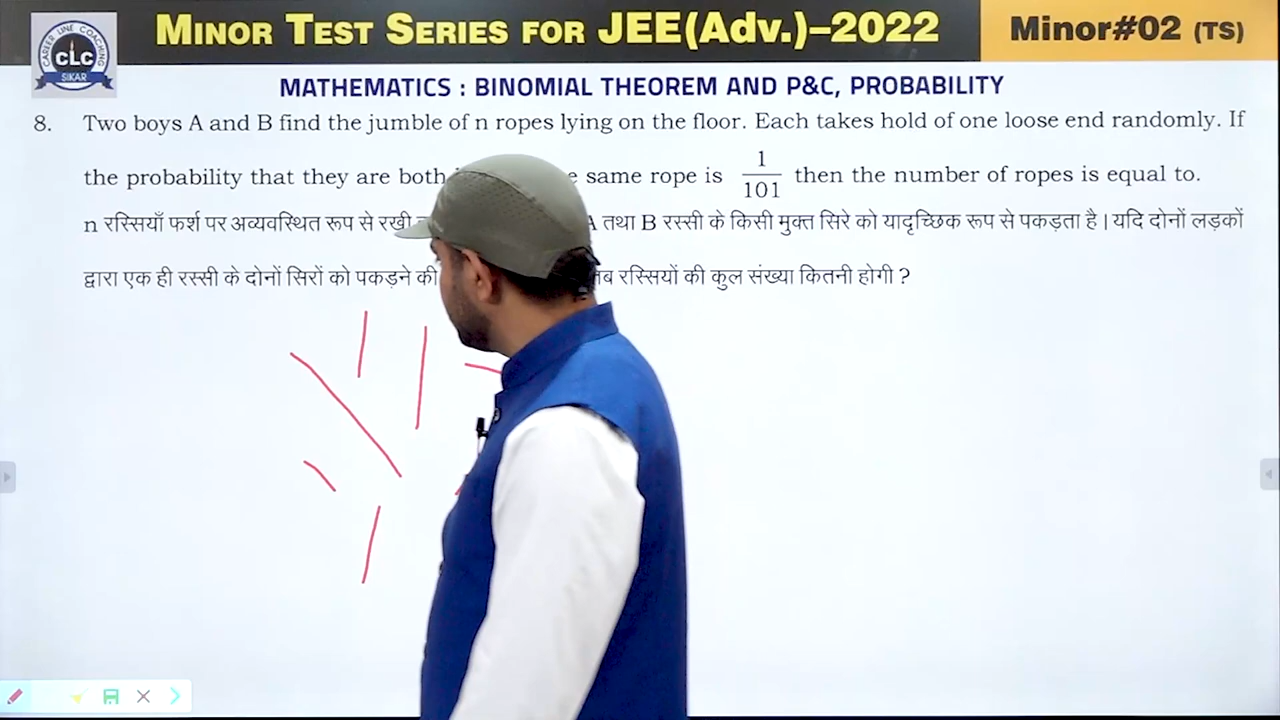 MINOR TEST SERIES FOR JEE(Adv.)–2022
Minor#02 (TS)
CAREER LINE COACHING
CLC
SIKAR
MATHEMATICS : BINOMIAL THEOREM AND P&C, PROBABILITY
8. Two boys A and B find the jumble of n ropes lying on the floor. Each takes hold of one loose end randomly. If
the probability that they are both same rope is 1/101 then the number of ropes is equal to.
n रस्सियाँ फर्श पर अव्यवस्थित रूप से रखी तथा B रस्सी के किसी मुक्त सिरे को यादृच्छिक रूप से पकड़ता है। यदि दोनों लड़कों
द्वारा एक ही रस्सी के दोनों सिरों को पकड़ने की रस्सियों की कुल संख्या कितनी होगी ?